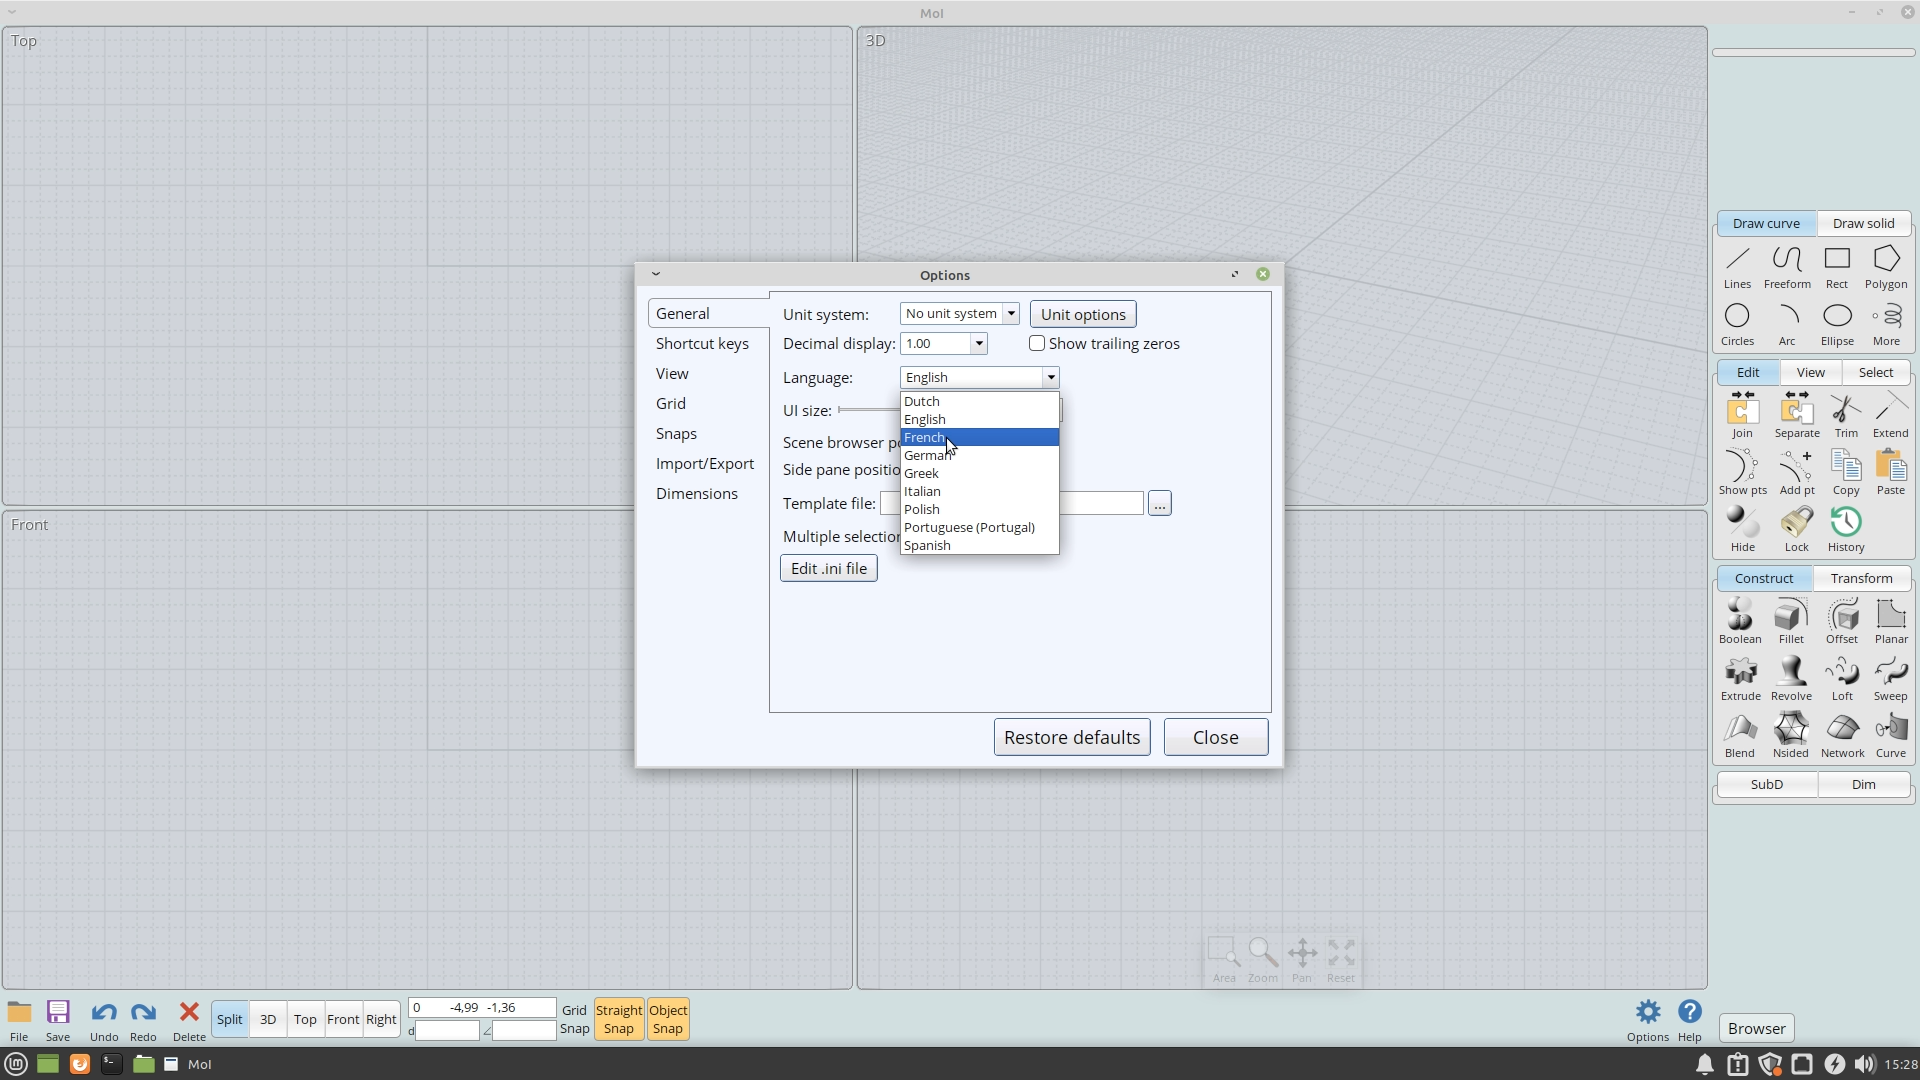 MoI
Top
3D
Front
Options
General
Shortcut keys
View
Grid
Snaps
Import/Export
Dimensions
Unit system:
No unit system
Unit options
Decimal display:
1.00
Show trailing zeros
Language:
English
Dutch
English
French
German
Greek
Italian
Polish
Portuguese (Portugal)
Spanish
UI size:
Scene browser po
Side pane positio
Template file:
...
Multiple selection
Edit .ini file
Restore defaults
Close
Draw curve
Draw solid
Lines
Freeform
Rect
Polygon
Circles
Arc
Ellipse
More
Edit
View
Select
Join
Separate
Trim
Extend
Show pts
Add pt
Copy
Paste
Hide
Lock
History
Construct
Transform
Boolean
Fillet
Offset
Planar
Extrude
Revolve
Loft
Sweep
Blend
Nsided
Network
Curve
SubD
Dim
Area
Zoom
Pan
Reset
File
Save
Undo
Redo
Delete
Split
3D
Top
Front
Right
0 -4,99 -1,36
d
Grid
Snap
Straight
Snap
Object
Snap
Options
Help
Browser
MoI
15:28